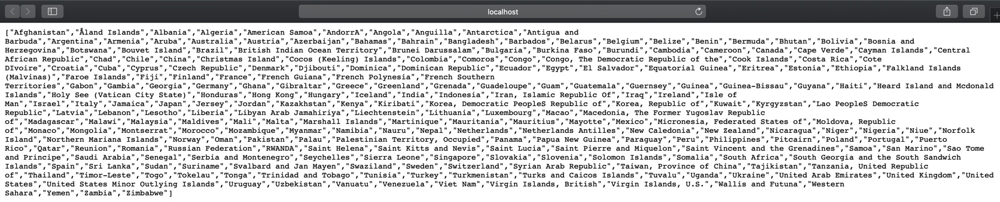 localhost
["Afghanistan","Åland Islands","Albania","Algeria","American Samoa","AndorrA","Angola","Anguilla","Antarctica","Antigua and
Barbuda","Argentina","Armenia","Aruba","Australia","Austria","Azerbaijan","Bahamas","Bahrain","Bangladesh","Barbados","Belarus","Belgium","Belize","Benin","Bermuda","Bhutan","Bolivia","Bosnia and
Herzegovina","Botswana","Bouvet Island","Brazil","British Indian Ocean Territory","Brunei Darussalam","Bulgaria","Burkina Faso","Burundi","Cambodia","Cameroon","Canada","Cape Verde","Cayman Islands","Central
African Republic","Chad","Chile","China","Christmas Island","Cocos (Keeling) Islands","Colombia","Comoros","Congo","Congo, The Democratic Republic of the","Cook Islands","Costa Rica","Cote
DIvoire","Croatia","Cuba","Cyprus","Czech Republic","Denmark","Djibouti","Dominica","Dominican Republic","Ecuador","Egypt","El Salvador","Equatorial Guinea","Eritrea","Estonia","Ethiopia","Falkland Islands
(Malvinas)","Faroe Islands","Fiji","Finland","France","French Guiana","French Polynesia","French Southern
Territories","Gabon","Gambia","Georgia","Germany","Ghana","Gibraltar","Greece","Greenland","Grenada","Guadeloupe","Guam","Guatemala","Guernsey","Guinea","Guinea-Bissau","Guyana","Haiti","Heard Island and Mcdonald
Islands","Holy See (Vatican City State)","Honduras","Hong Kong","Hungary","Iceland","India","Indonesia","Iran, Islamic Republic Of","Iraq","Ireland","Isle of
Man","Israel","Italy","Jamaica","Japan","Jersey","Jordan","Kazakhstan","Kenya","Kiribati","Korea, Democratic PeopleS Republic of","Korea, Republic of","Kuwait","Kyrgyzstan","Lao PeopleS Democratic
Republic","Latvia","Lebanon","Lesotho","Liberia","Libyan Arab Jamahiriya","Liechtenstein","Lithuania","Luxembourg","Macao","Macedonia, The Former Yugoslav Republic
of","Madagascar","Malawi","Malaysia","Maldives","Mali","Malta","Marshall Islands","Martinique","Mauritania","Mauritius","Mayotte","Mexico","Micronesia, Federated States of","Moldova, Republic
of","Monaco","Mongolia","Montserrat","Morocco","Mozambique","Myanmar","Namibia","Nauru","Nepal","Netherlands","Netherlands Antilles","New Caledonia","New Zealand","Nicaragua","Niger","Nigeria","Niue","Norfolk
Island","Northern Mariana Islands","Norway","Oman","Pakistan","Palau","Palestinian Territory, Occupied","Panama","Papua New Guinea","Paraguay","Peru","Philippines","Pitcairn","Poland","Portugal","Puerto
Rico","Qatar","Reunion","Romania","Russian Federation","RWANDA","Saint Helena","Saint Kitts and Nevis","Saint Lucia","Saint Pierre and Miquelon","Saint Vincent and the Grenadines","Samoa","San Marino","Sao Tome
and Principe","Saudi Arabia","Senegal","Serbia and Montenegro","Seychelles","Sierra Leone","Singapore","Slovakia","Slovenia","Solomon Islands","Somalia","South Africa","South Georgia and the South Sandwich
Islands","Spain","Sri Lanka","Sudan","Suriname","Svalbard and Jan Mayen","Swaziland","Sweden","Switzerland","Syrian Arab Republic","Taiwan, Province of China","Tajikistan","Tanzania, United Republic
of","Thailand","Timor-Leste","Togo","Tokelau","Tonga","Trinidad and Tobago","Tunisia","Turkey","Turkmenistan","Turks and Caicos Islands","Tuvalu","Uganda","Ukraine","United Arab Emirates","United Kingdom","United
States","United States Minor Outlying Islands","Uruguay","Uzbekistan","Vanuatu","Venezuela","Viet Nam","Virgin Islands, British","Virgin Islands, U.S.","Wallis and Futuna","Western
Sahara","Yemen","Zambia","Zimbabwe"]